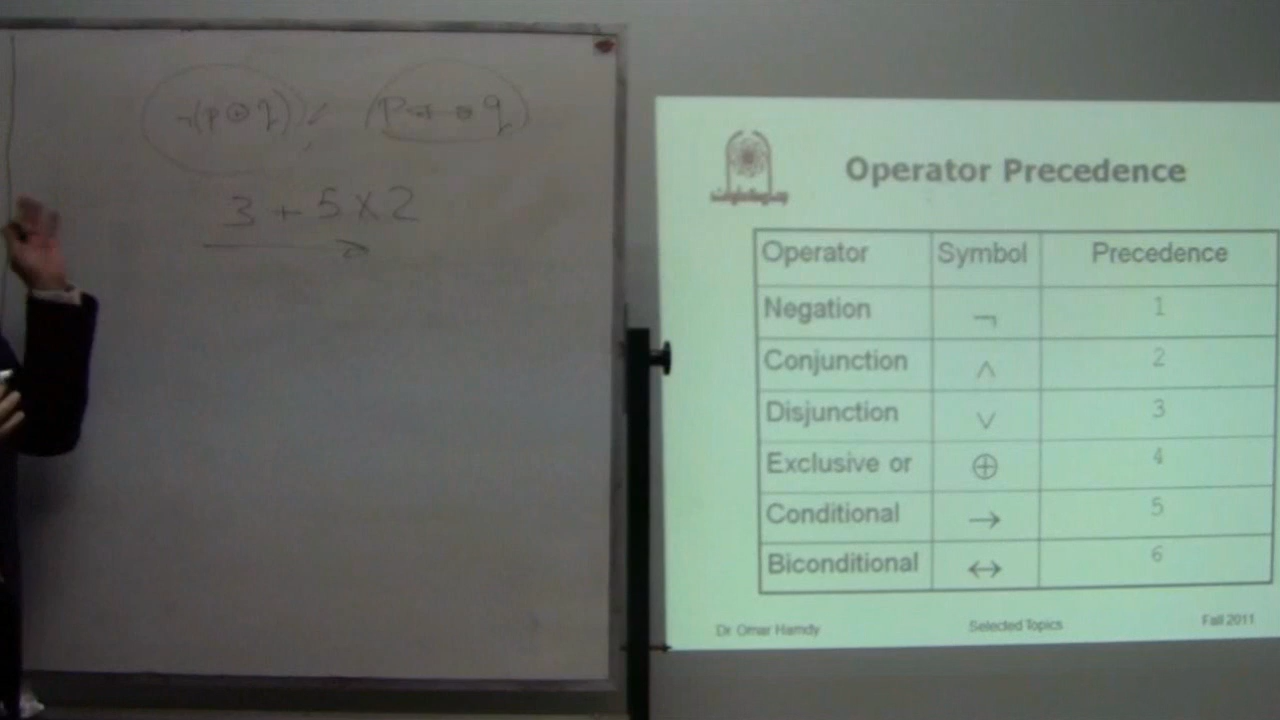 ¬(p ⊕ q) , (p ↔ q)
3 + 5 × 2
Operator Precedence
Operator Symbol Precedence
Negation ¬ 1
Conjunction ∧ 2
Disjunction ∨ 3
Exclusive or ⊕ 4
Conditional → 5
Biconditional ↔ 6
Dr. Omar Hamdy Selected Topics Fall 2011